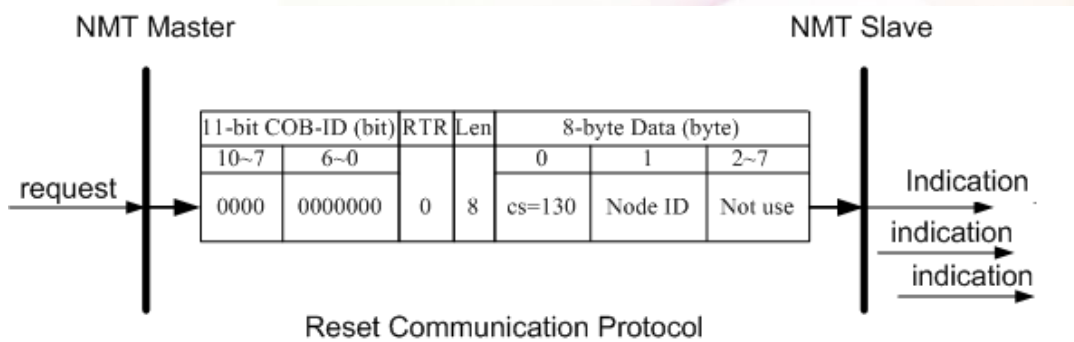 NMT Master NMT Slave
11-bit COB-ID (bit) RTR Len 8-byte Data (byte)
10~7 6~0 0 1 2~7
request 0000 0000000 0 8 cs=130 Node ID Not use Indication
indication
indication
Reset Communication Protocol